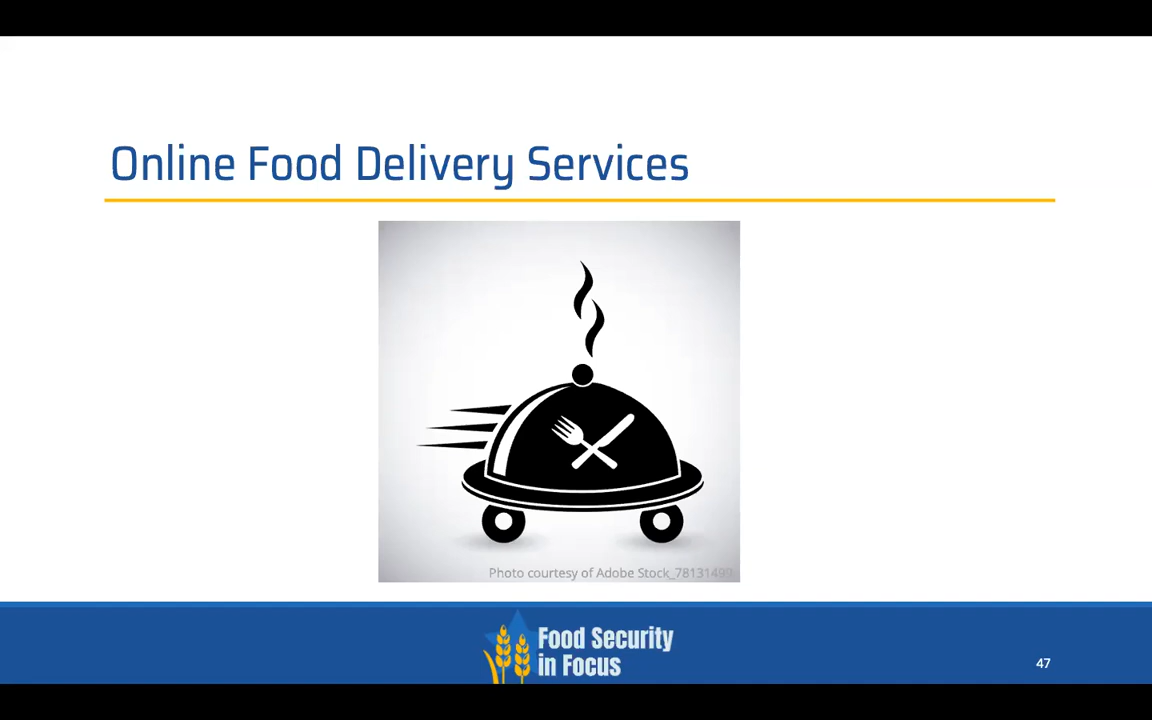 Online Food Delivery Services
Photo courtesy of Adobe Stock_78131499
Food Security
in Focus
47